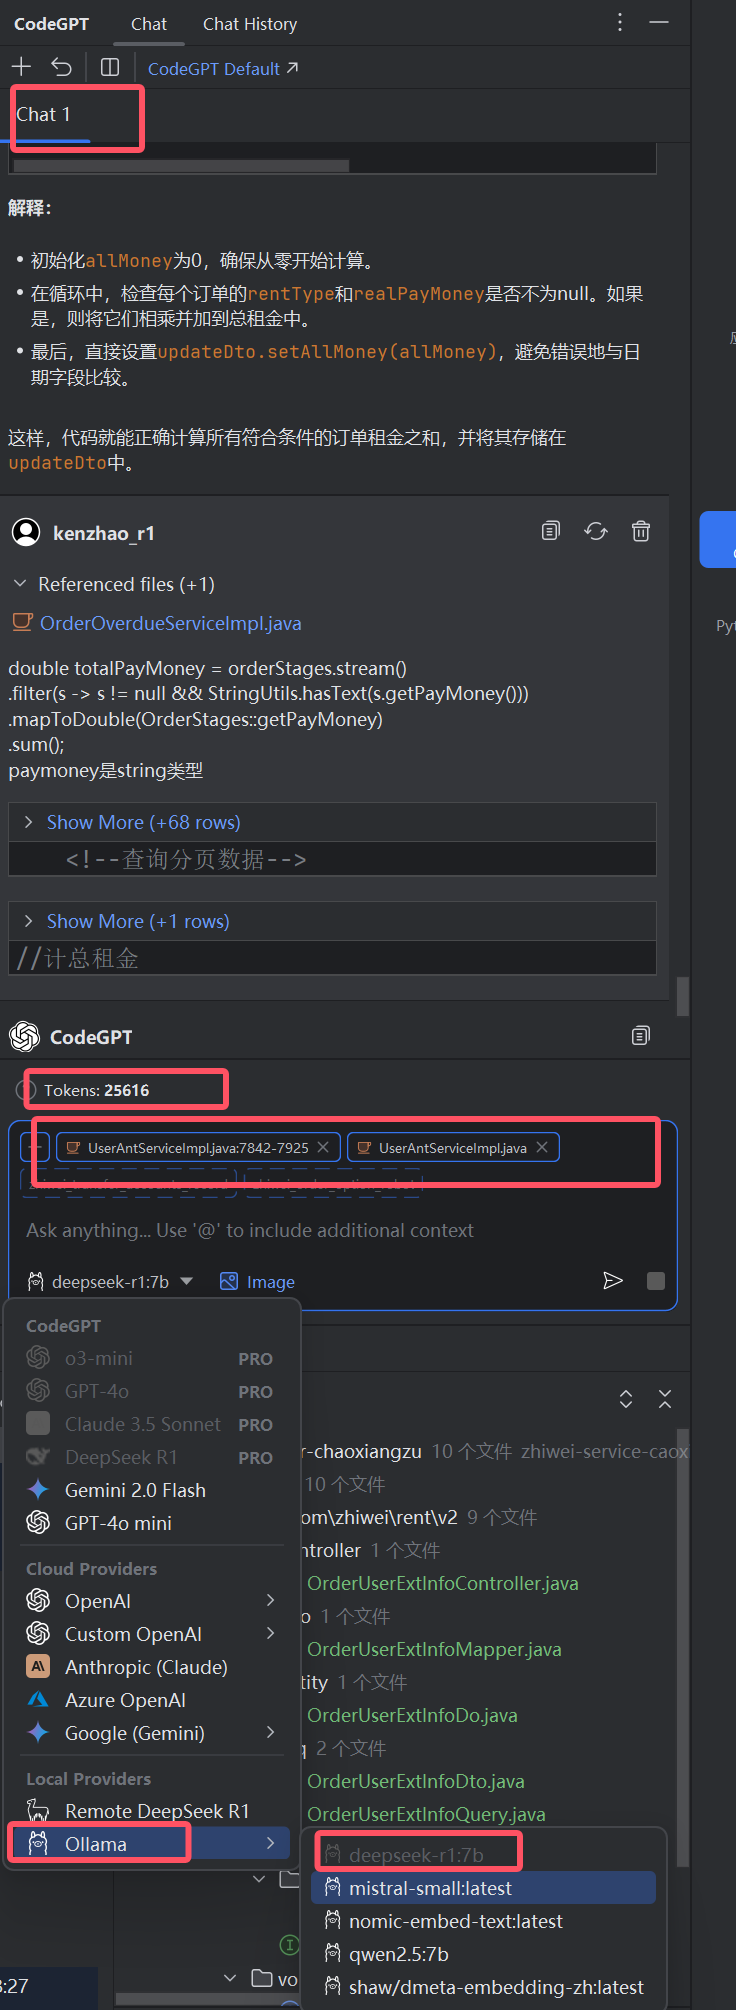 CodeGPT Chat Chat History
CodeGPT Default
Chat 1
解释：
初始化allMoney为0，确保从零开始计算。
在循环中，检查每个订单的rentType和realPayMoney是否不为null。如果
是，则将它们相乘并加到总租金中。
最后，直接设置updateDto.setAllMoney(allMoney)，避免错误地与日
期字段比较。
这样，代码就能正确计算所有符合条件的订单租金之和，并将其存储在
updateDto中。
kenzhao_r1
Referenced files (+1)
OrderOverdueServiceImpl.java
double totalPayMoney = orderStages.stream()
.filter(s -> s != null && StringUtils.hasText(s.getPayMoney()))
.mapToDouble(OrderStages::getPayMoney)
.sum();
paymoney是string类型
Show More (+68 rows)
<!--查询分页数据-->
Show More (+1 rows)
//计总租金
CodeGPT
Tokens: 25616
UserAntServiceImpl.java:7842-7925 UserAntServiceImpl.java
Ask anything... Use '@' to include additional context
deepseek-r1:7b Image
CodeGPT
o3-mini PRO
GPT-4o PRO
Claude 3.5 Sonnet PRO
DeepSeek R1 PRO
Gemini 2.0 Flash
GPT-4o mini
Cloud Providers
OpenAI
Custom OpenAI
Anthropic (Claude)
Azure OpenAI
Google (Gemini)
Local Providers
Remote DeepSeek R1
Ollama
r-chaoxiangzu 10 个文件 zhiwei-service-caox
10 个文件
om\zhiwei\rent\v2 9 个文件
ntroller 1 个文件
OrderUserExtInfoController.java
o 1 个文件
OrderUserExtInfoMapper.java
tity 1 个文件
OrderUserExtInfoDo.java
q 2 个文件
OrderUserExtInfoDto.java
OrderUserExtInfoQuery.java
deepseek-r1:7b
mistral-small:latest
nomic-embed-text:latest
qwen2.5:7b
shaw/dmeta-embedding-zh:latest
vo
:27
Pyt